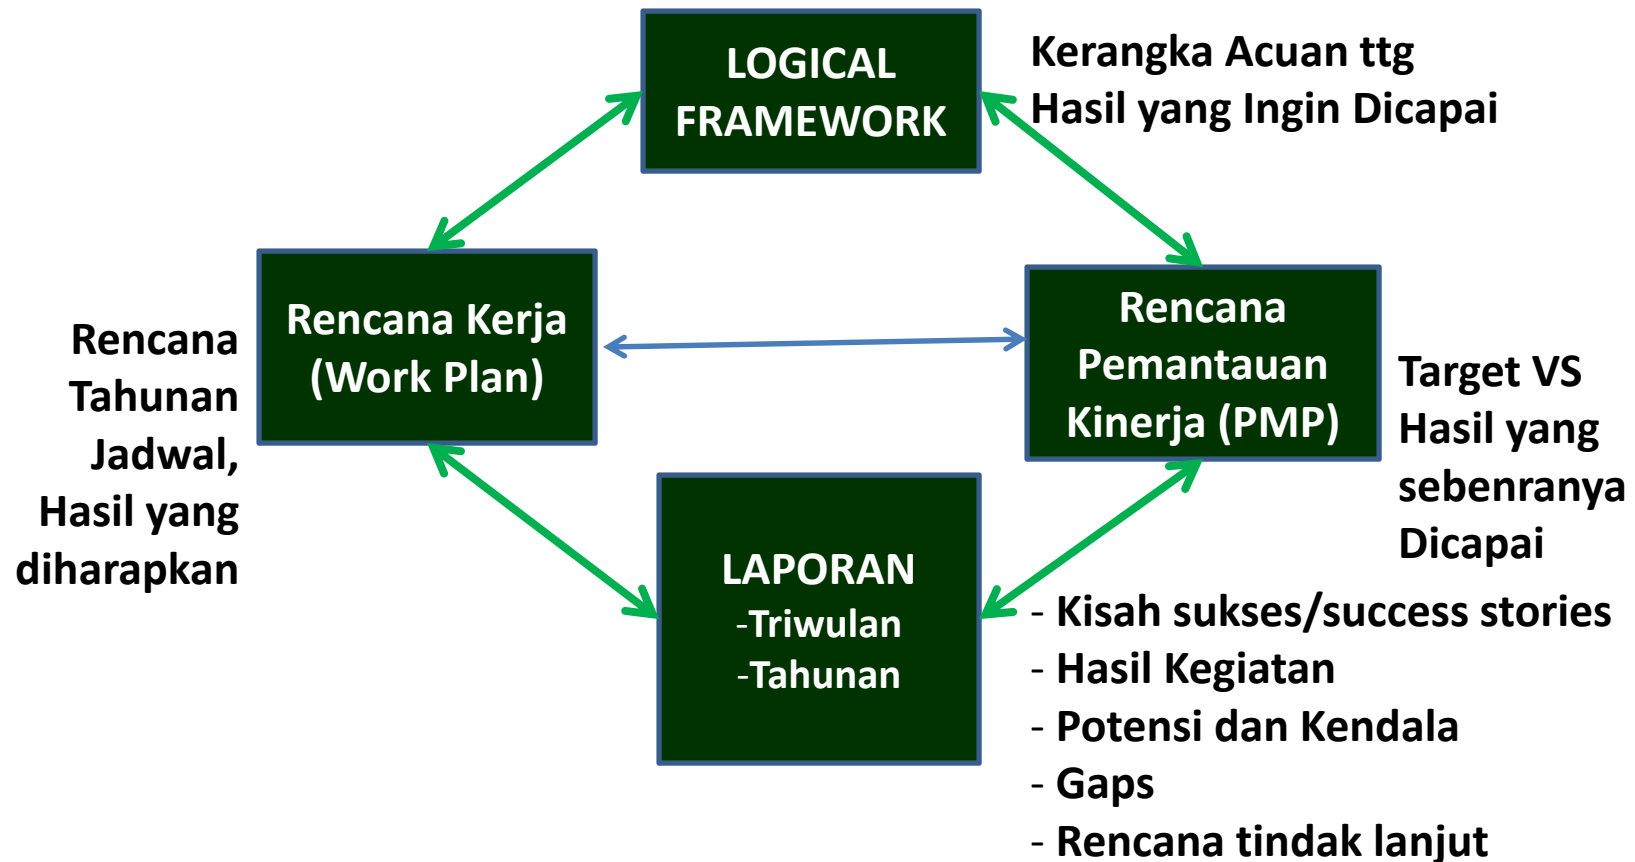 LOGICAL
FRAMEWORK
Kerangka Acuan ttg
Hasil yang Ingin Dicapai
Rencana Kerja
(Work Plan)
Rencana
Tahunan
Jadwal,
Hasil yang
diharapkan
Rencana
Pemantauan
Kinerja (PMP)
Target VS
Hasil yang
sebenranya
Dicapai
LAPORAN
-Triwulan
-Tahunan
- Kisah sukses/success stories
- Hasil Kegiatan
- Potensi dan Kendala
- Gaps
- Rencana tindak lanjut